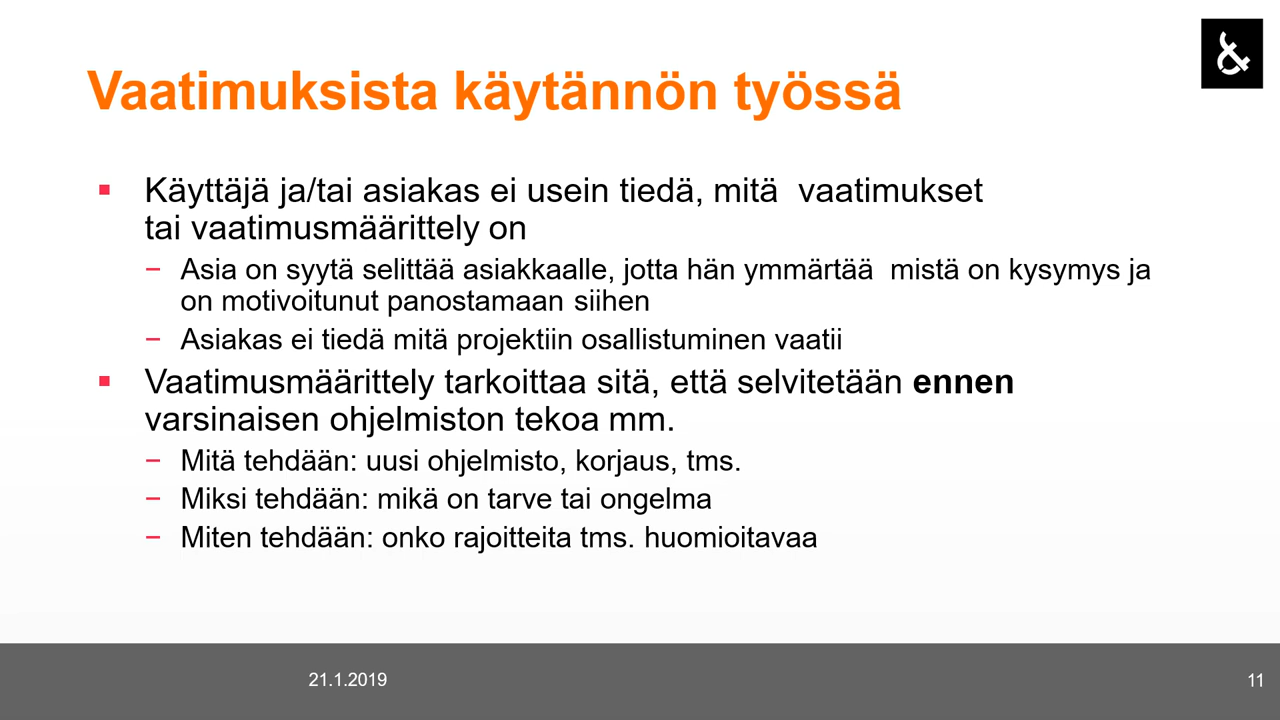 &
Vaatimuksista käytännön työssä
▪ Käyttäjä ja/tai asiakas ei usein tiedä, mitä  vaatimukset
tai vaatimusmäärittely on
− Asia on syytä selittää asiakkaalle, jotta hän ymmärtää  mistä on kysymys ja
on motivoitunut panostamaan siihen
− Asiakas ei tiedä mitä projektiin osallistuminen vaatii
▪ Vaatimusmäärittely tarkoittaa sitä, että selvitetään ennen
varsinaisen ohjelmiston tekoa mm.
− Mitä tehdään: uusi ohjelmisto, korjaus, tms.
− Miksi tehdään: mikä on tarve tai ongelma
− Miten tehdään: onko rajoitteita tms. huomioitavaa
21.1.2019
11